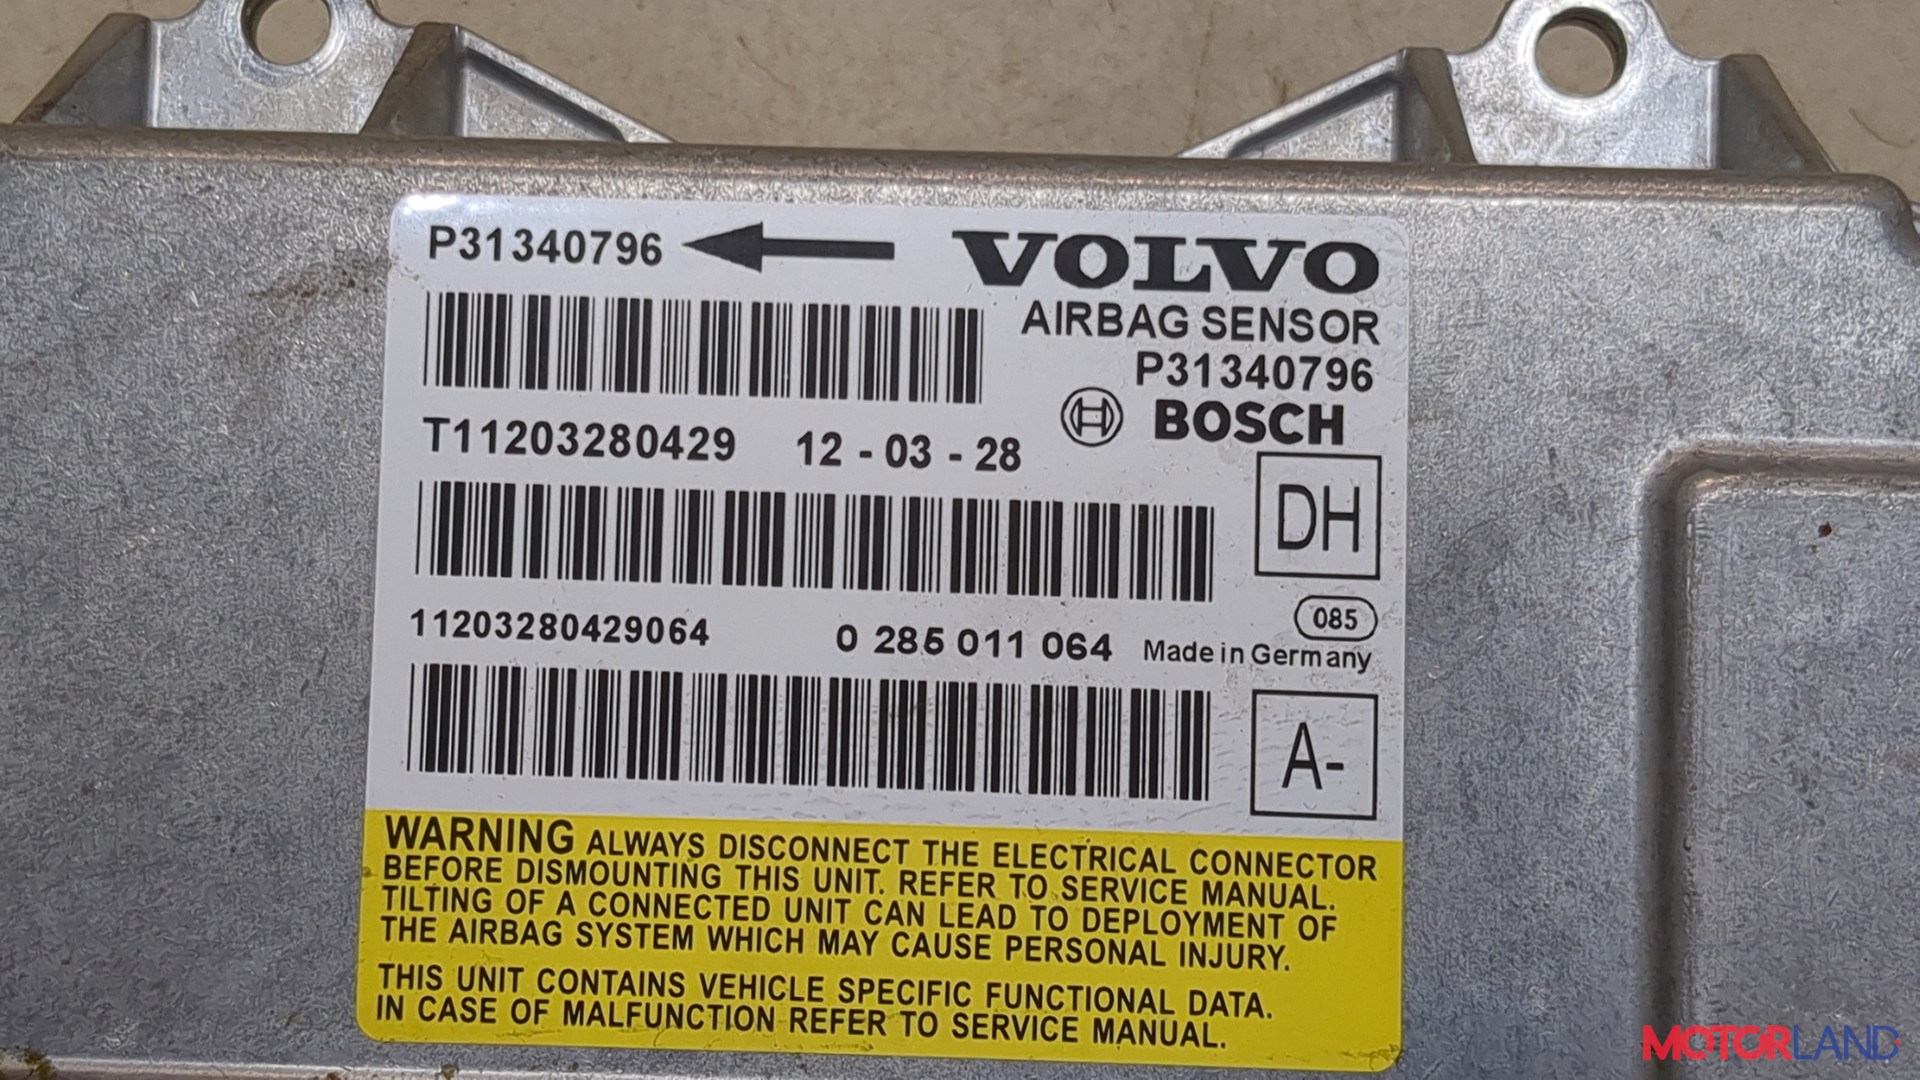 P31340796
VOLVO
AIRBAG SENSOR
P31340796
BOSCH
T11203280429 12 - 03 - 28
DH
085
11203280429064 0 285 011 064 Made in Germany
A-
WARNING ALWAYS DISCONNECT THE ELECTRICAL CONNECTOR
BEFORE DISMOUNTING THIS UNIT. REFER TO SERVICE MANUAL.
TILTING OF A CONNECTED UNIT CAN LEAD TO DEPLOYMENT OF
THE AIRBAG SYSTEM WHICH MAY CAUSE PERSONAL INJURY.
THIS UNIT CONTAINS VEHICLE SPECIFIC FUNCTIONAL DATA.
IN CASE OF MALFUNCTION REFER TO SERVICE MANUAL.
MOTORLAND